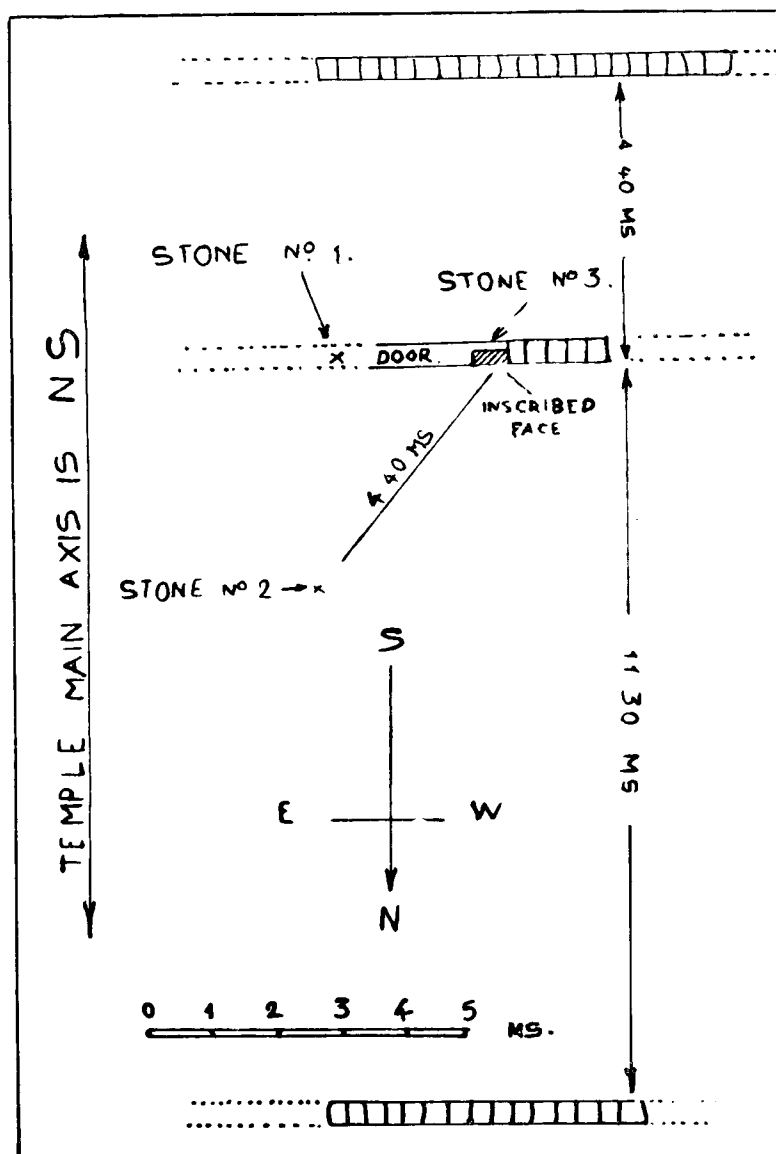 4 40 MS
STONE Nº 1.
STONE Nº 3.
x DOOR.
INSCRIBED
FACE
4 40 MS
TEMPLE MAIN AXIS IS NS
STONE Nº 2 → x
S
11 30 MS
E W
N
0 1 2 3 4 5 MS.